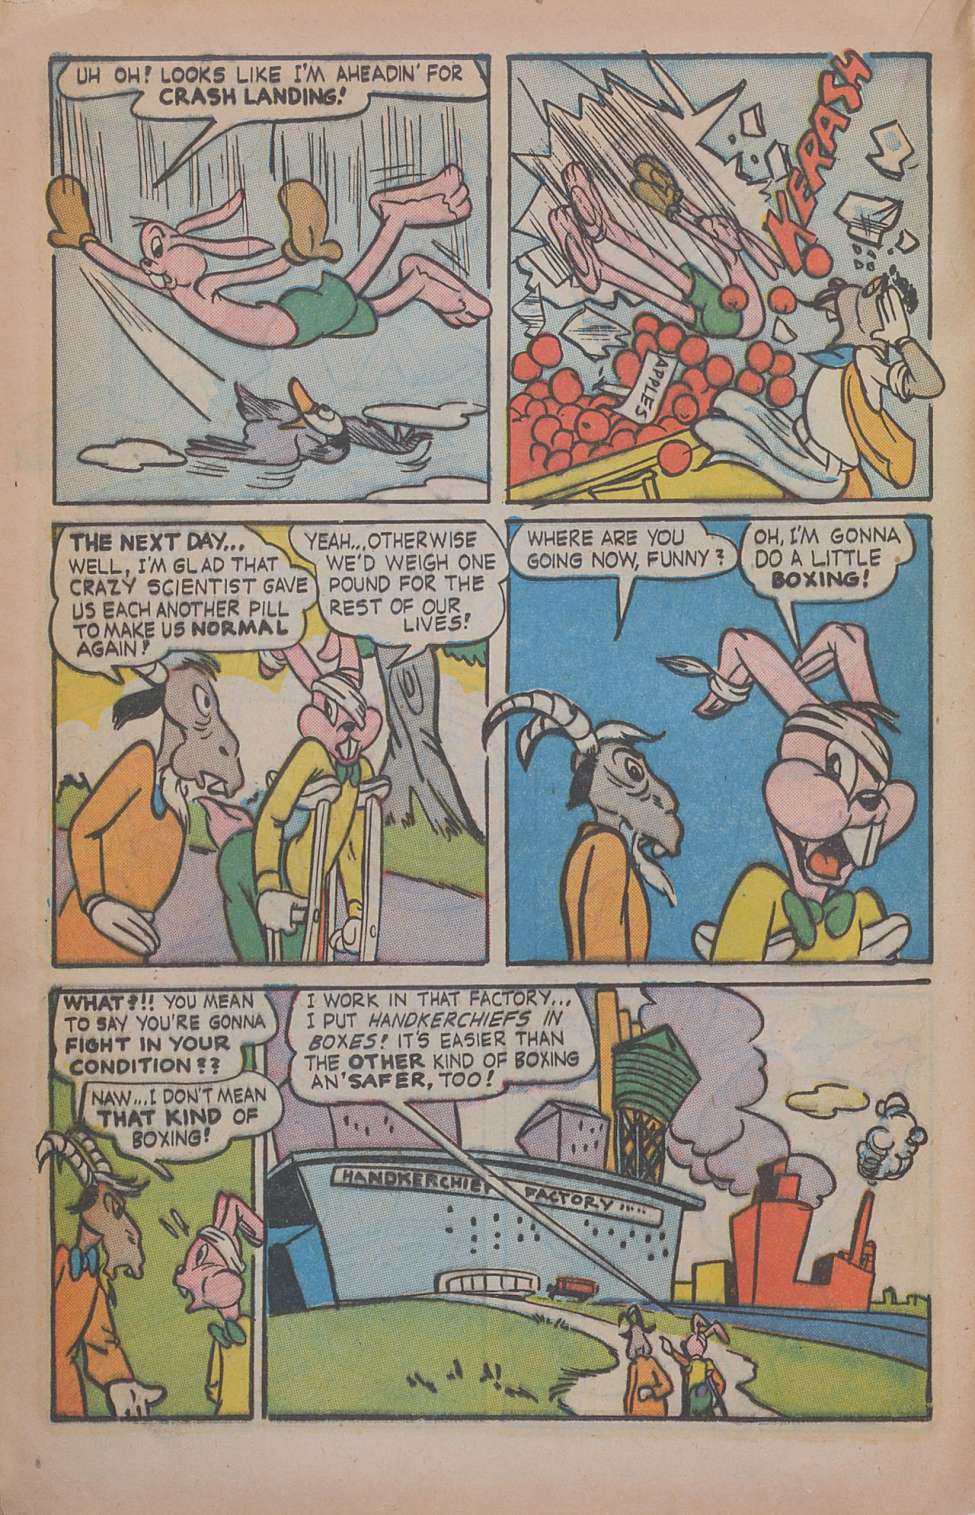 UH OH! LOOKS LIKE I'M AHEADIN' FOR
CRASH LANDING!
KERASH
APPLES
THE NEXT DAY...
WELL, I'M GLAD THAT
CRAZY SCIENTIST GAVE
US EACH ANOTHER PILL
TO MAKE US NORMAL
AGAIN!
YEAH...OTHERWISE
WE'D WEIGH ONE
POUND FOR THE
REST OF OUR
LIVES!
WHERE ARE YOU
GOING NOW, FUNNY?
OH, I'M GONNA
DO A LITTLE
BOXING!
WHAT?!! YOU MEAN
TO SAY YOU'RE GONNA
FIGHT IN YOUR
CONDITION??
NAW...I DON'T MEAN
THAT KIND OF
BOXING!
I WORK IN THAT FACTORY...
I PUT HANDKERCHIEFS IN
BOXES! IT'S EASIER THAN
THE OTHER KIND OF BOXING
AN' SAFER, TOO!
HANDKERCHIEF FACTORY.....